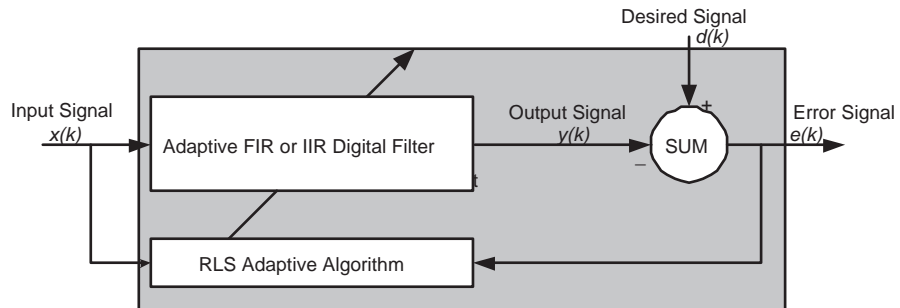 Desired Signal
d(k)
+
Input Signal
x(k)
Adaptive FIR or IIR Digital Filter
Output Signal
y(k)
–
SUM
Error Signal
e(k)
t
RLS Adaptive Algorithm